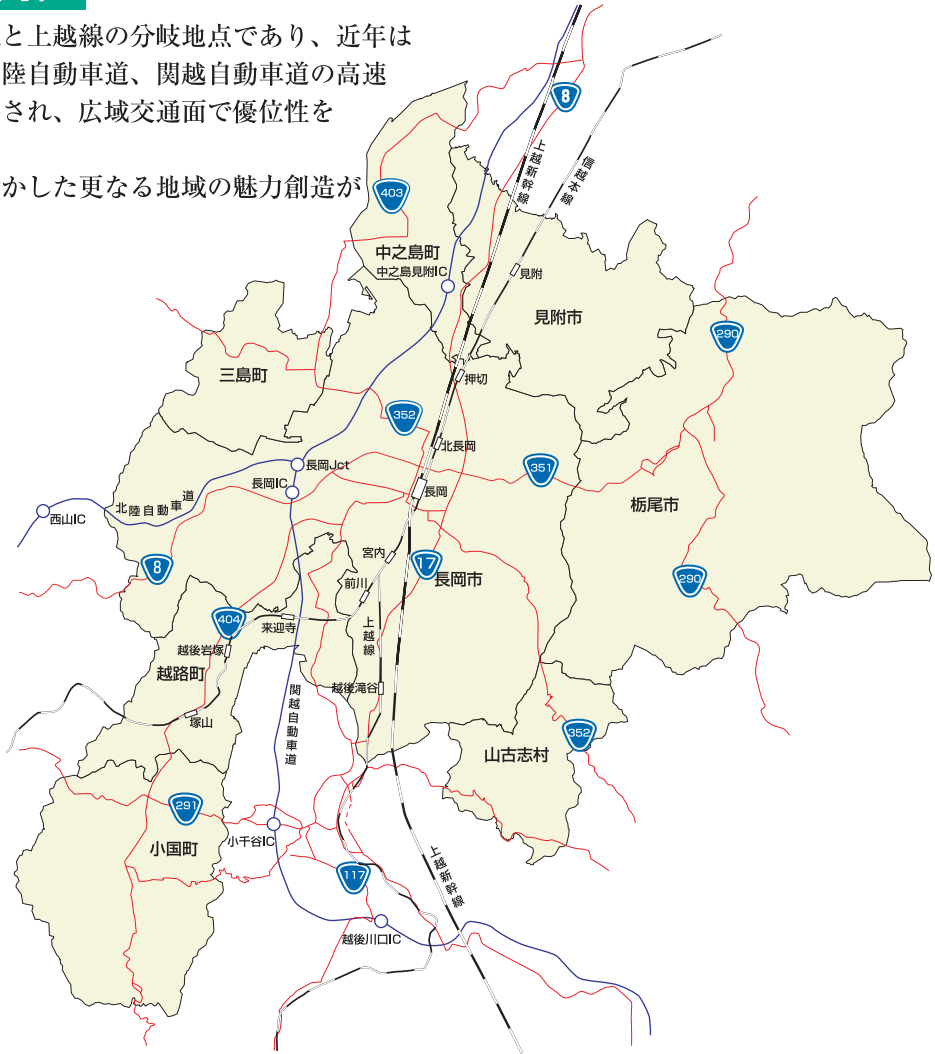 と上越線の分岐地点であり、近年は
陸自動車道、関越自動車道の高速
され、広域交通面で優位性を
かした更なる地域の魅力創造が
8
上越新幹線
信越本線
403
中之島町
中之島見附IC
見附
見附市
290
三島町
押切
352
北長岡
351
長岡Jct
長岡IC
長岡
栃尾市
北陸自動車道
西山IC
宮内
17
長岡市
8
前川
290
404
来迎寺
上越線
越後岩塚
越路町
越後滝谷
関越自動車道
塚山
352
山古志村
291
小千谷IC
小国町
上越新幹線
117
越後川口IC